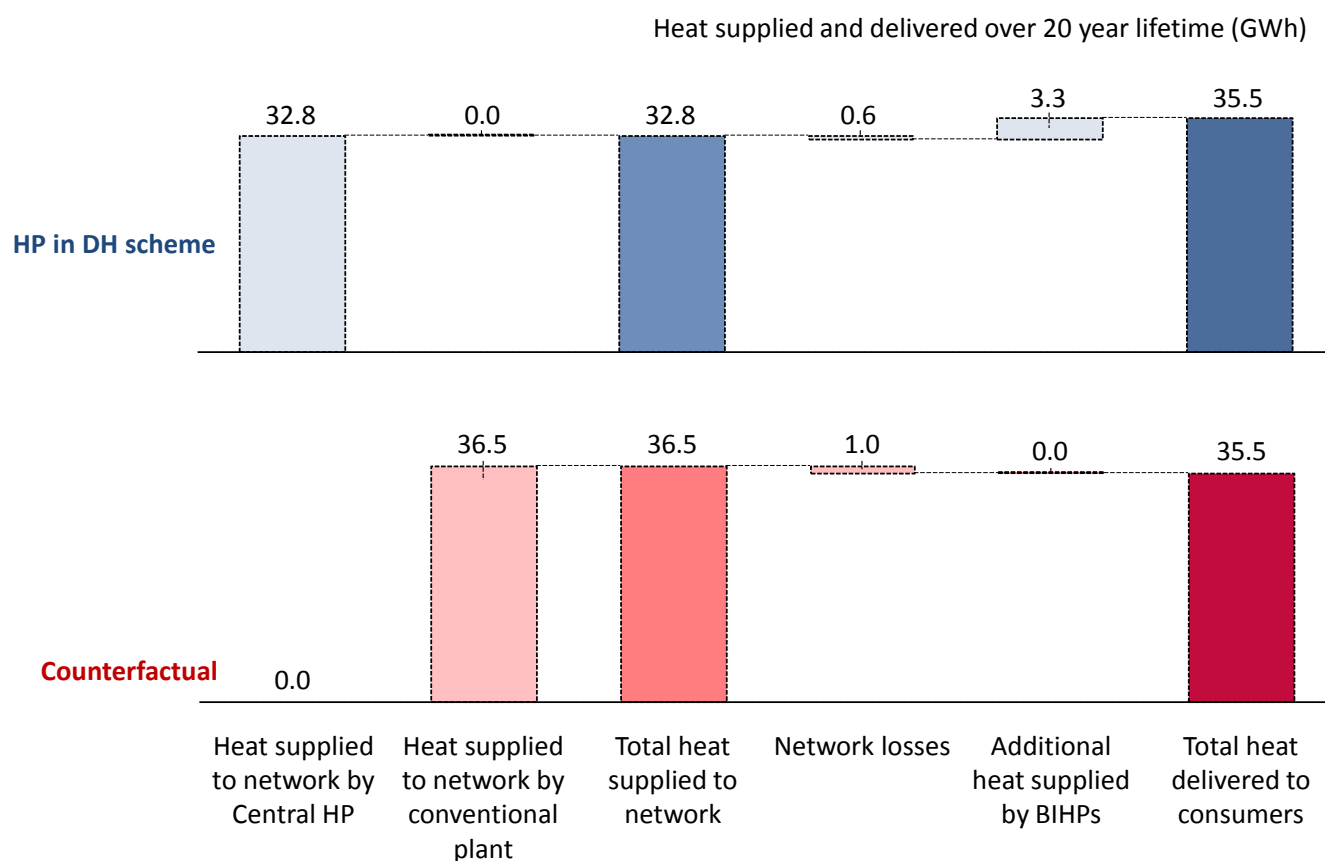 Heat supplied and delivered over 20 year lifetime (GWh)
32.8
0.0
32.8
0.6
3.3
35.5
HP in DH scheme
36.5
36.5
1.0
0.0
35.5
Counterfactual
0.0
Heat supplied
to network by
Central HP
Heat supplied
to network by
conventional
plant
Total heat
supplied to
network
Network losses
Additional
heat supplied
by BIHPs
Total heat
delivered to
consumers